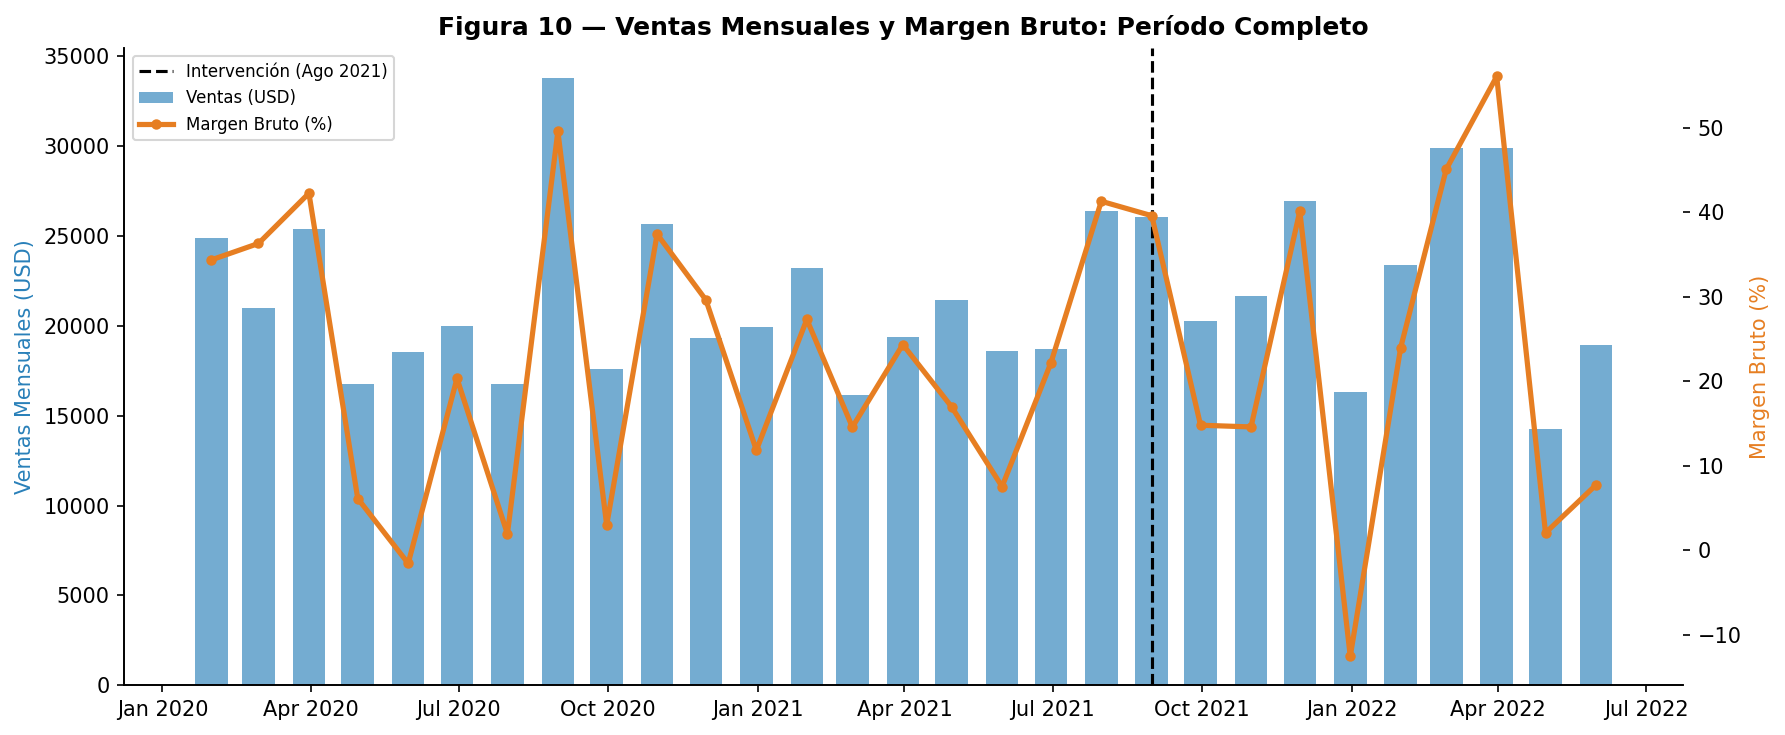 Figura 10 — Ventas Mensuales y Margen Bruto: Período Completo
Intervención (Ago 2021)
Ventas (USD)
Margen Bruto (%)
Ventas Mensuales (USD)
35000
30000
25000
20000
15000
10000
5000
0
50
40
30
20
10
0
−10
Margen Bruto (%)
Jan 2020 Apr 2020 Jul 2020 Oct 2020 Jan 2021 Apr 2021 Jul 2021 Oct 2021 Jan 2022 Apr 2022 Jul 2022